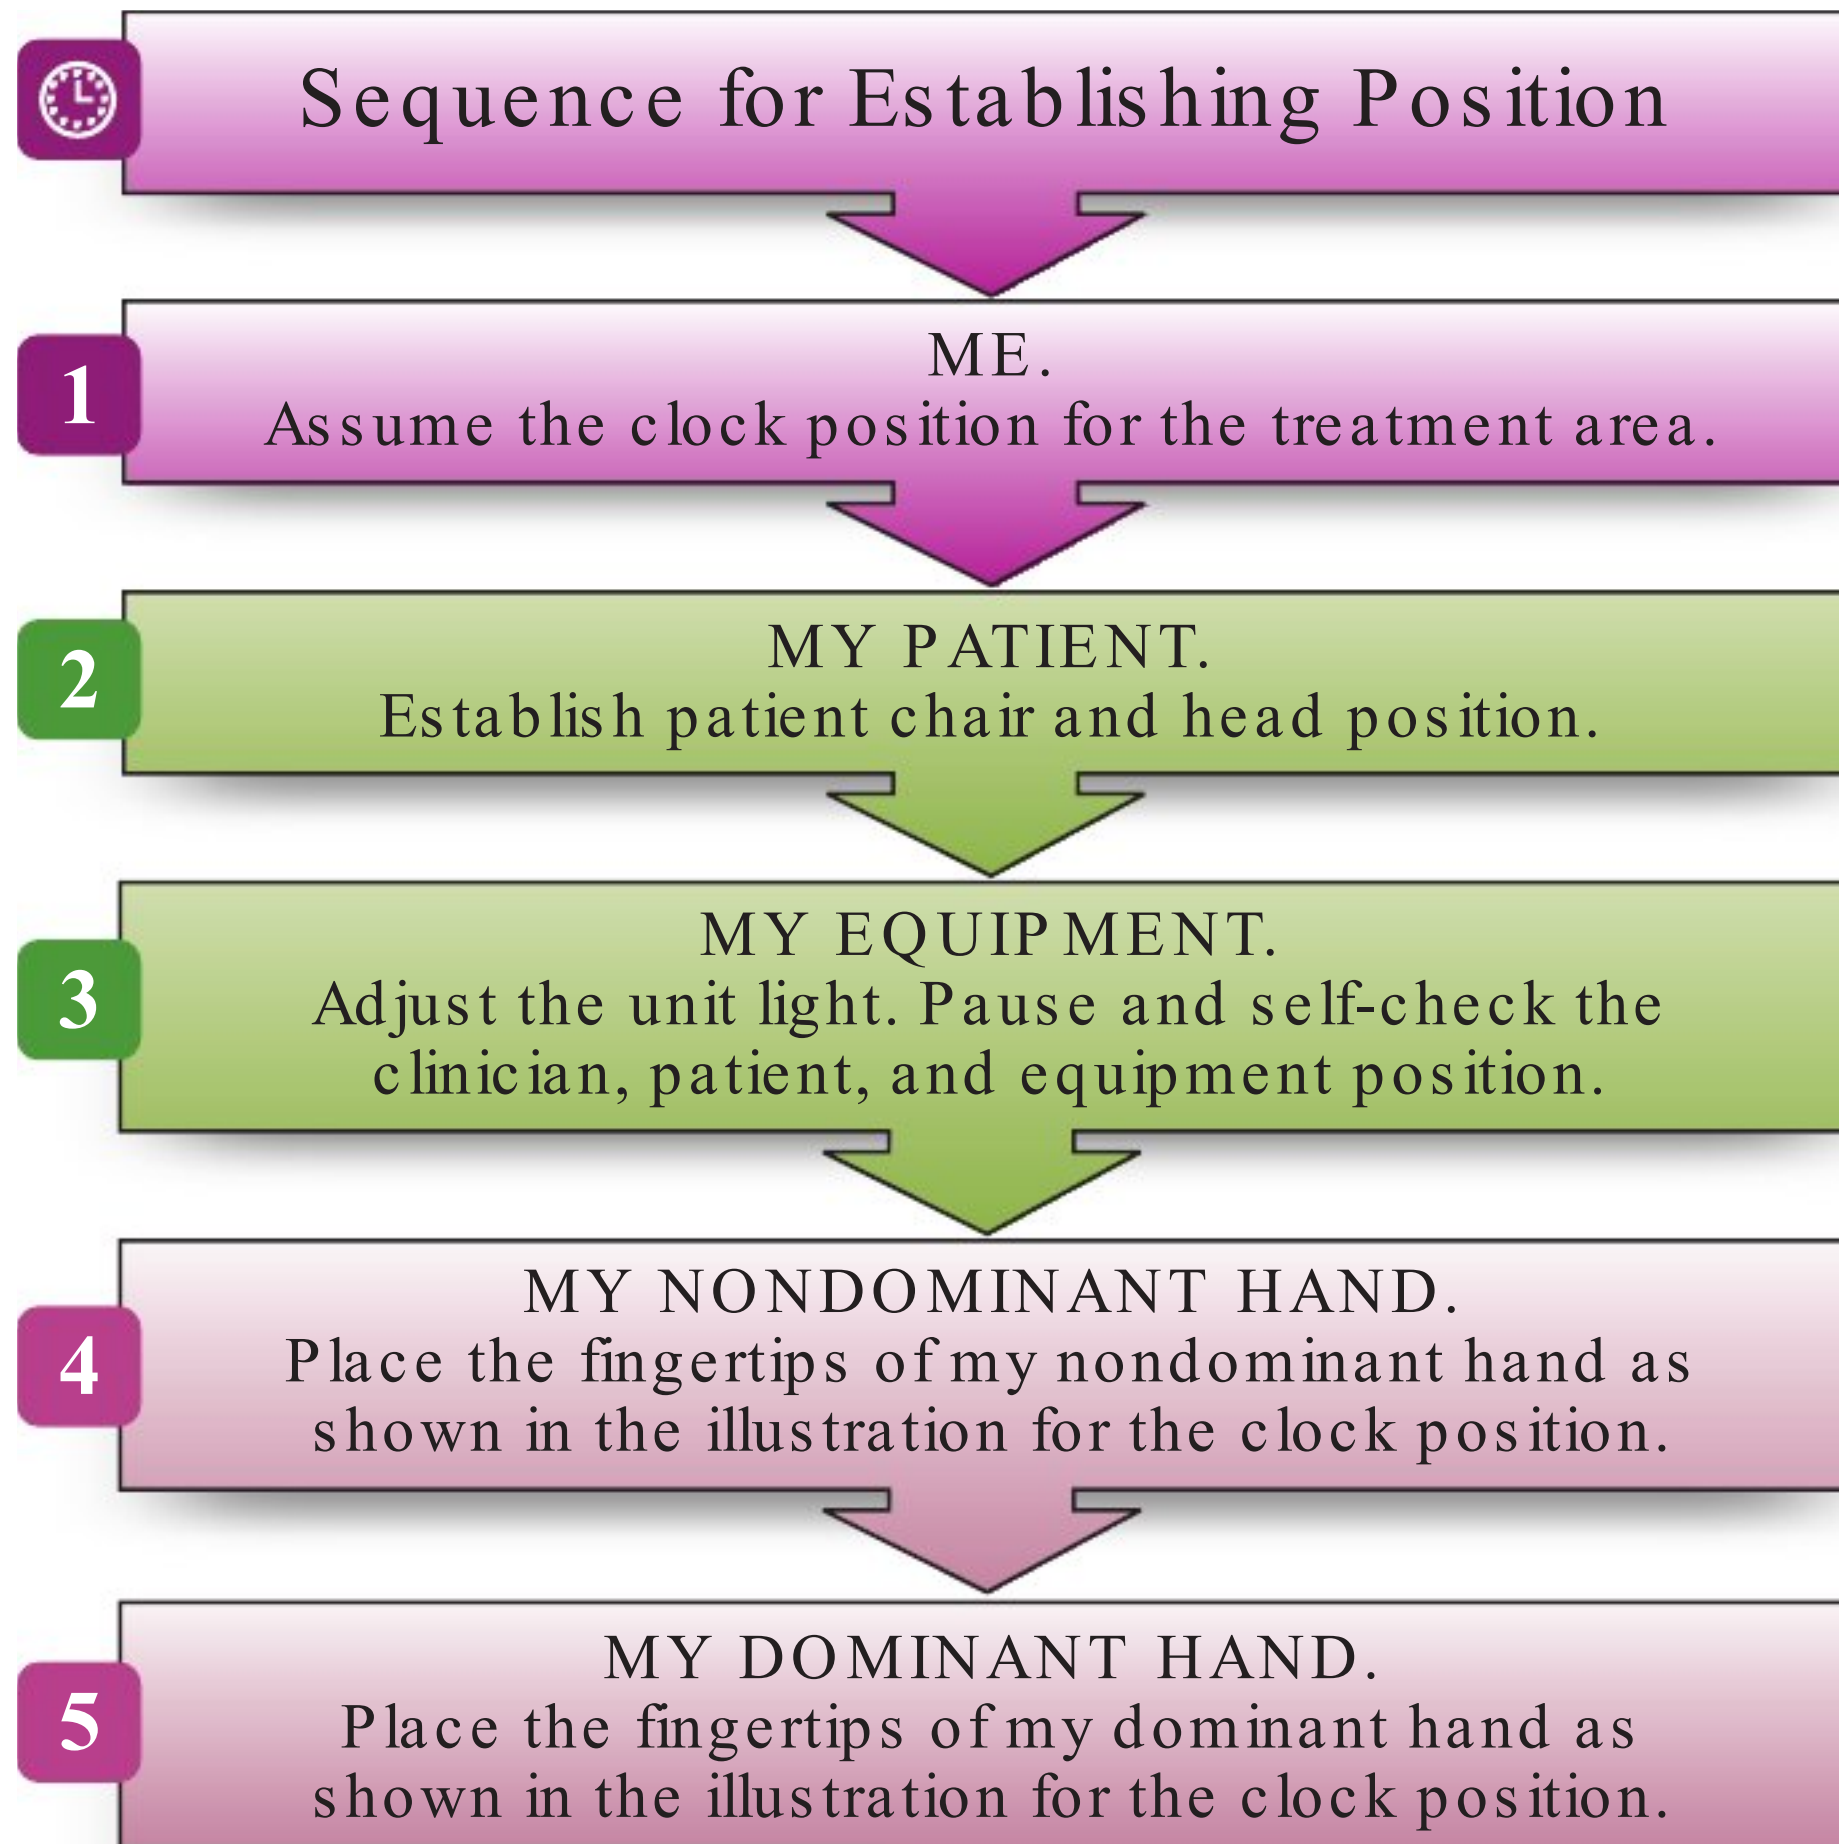 Sequence for Establishing Position
1
ME.
Assume the clock position for the treatment area.
2
MY PATIENT.
Establish patient chair and head position.
3
MY EQUIPMENT.
Adjust the unit light. Pause and self-check the
clinician, patient, and equipment position.
4
MY NONDOMINANT HAND.
Place the fingertips of my nondominant hand as
shown in the illustration for the clock position.
5
MY DOMINANT HAND.
Place the fingertips of my dominant hand as
shown in the illustration for the clock position.